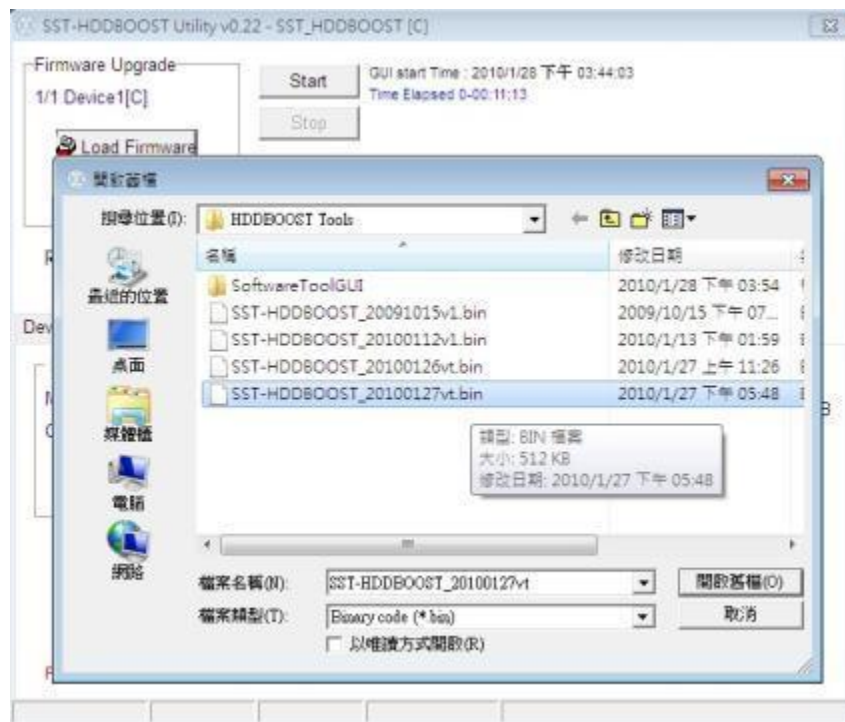 SST-HDDBOOST Utility v0.22 - SST_HDDBOOST [C]
Firmware Upgrade
1/1 Device1[C]
Load Firmware
Start
Stop
GUI start Time : 2010/1/28 下午 03:44:03
Time Elapsed 0-00:11:13
開啟舊檔
搜尋位置(I):
HDDBOOST Tools
名稱
修改日期
SoftwareToolGUI
2010/1/28 下午 03:54
SST-HDDBOOST_20091015v1.bin
2009/10/15 下午 07...
SST-HDDBOOST_20100112v1.bin
2010/1/13 下午 01:59
SST-HDDBOOST_20100126vt.bin
2010/1/27 上午 11:26
SST-HDDBOOST_20100127vt.bin
2010/1/27 下午 05:48
類型: BIN 檔案
大小: 512 KB
修改日期: 2010/1/27 下午 05:48
最近的位置
桌面
媒體櫃
電腦
網路
Dev
檔案名稱(N):
SST-HDDBOOST_20100127vt
開啟舊檔(O)
檔案類型(T):
Binary code (*.bin)
取消
以唯讀方式開啟(R)